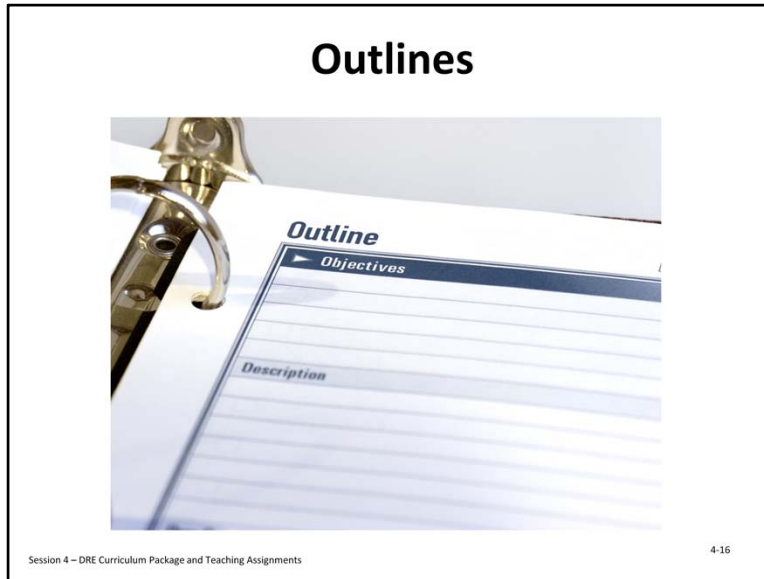 Outlines
Outline
Objectives
Description
Session 4 – DRE Curriculum Package and Teaching Assignments
4-16